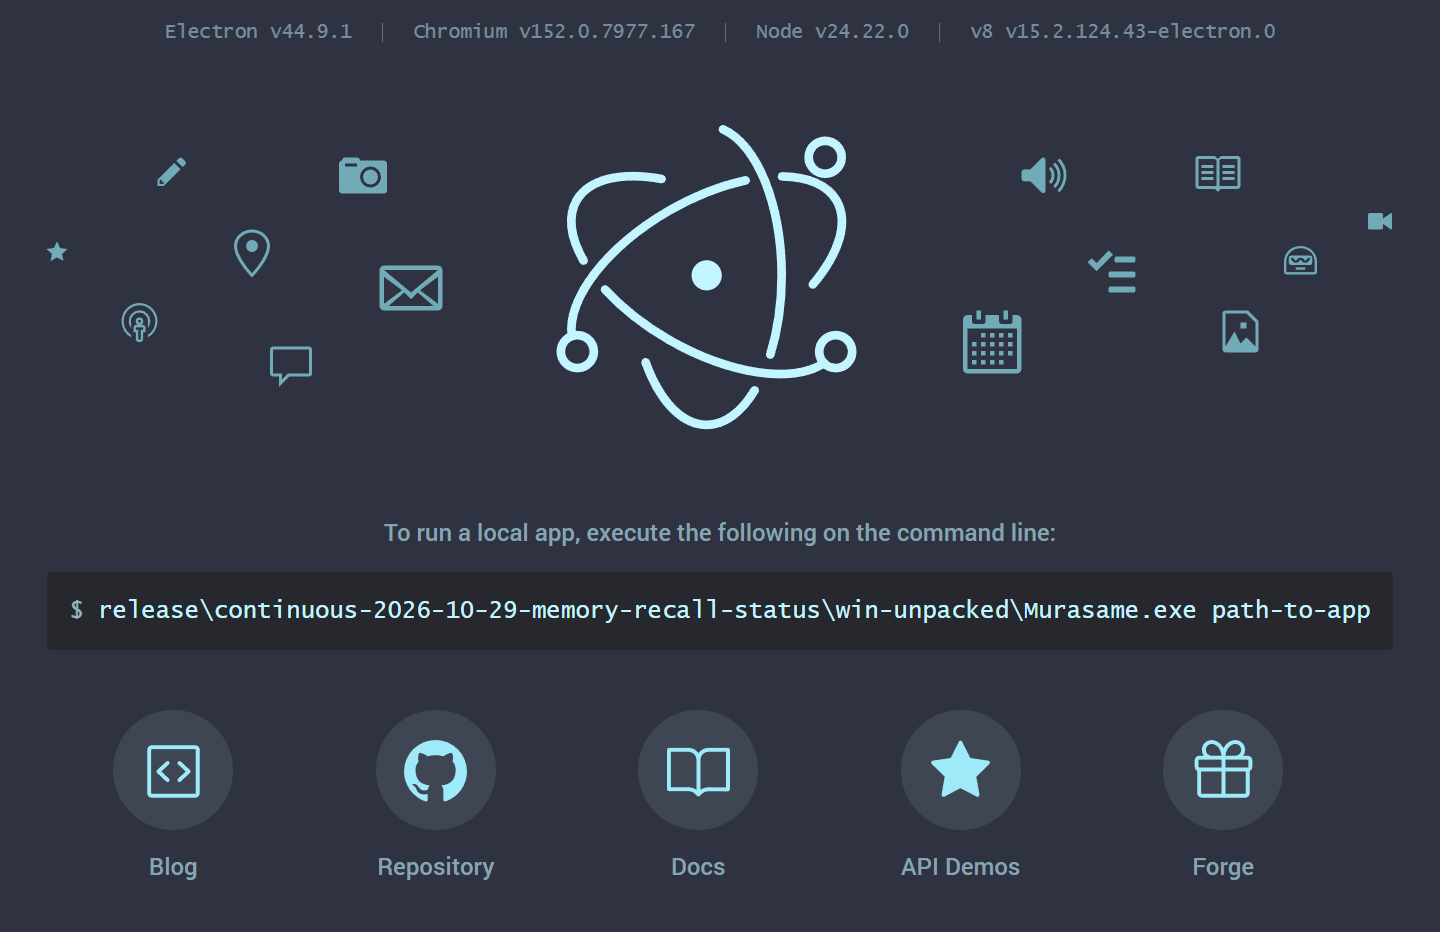 Electron v44.9.1 | Chromium v152.0.7977.167 | Node v24.22.0 | v8 v15.2.124.43-electron.0
To run a local app, execute the following on the command line:
$ release\continuous-2026-10-29-memory-recall-status\win-unpacked\Murasame.exe path-to-app
Blog Repository Docs API Demos Forge